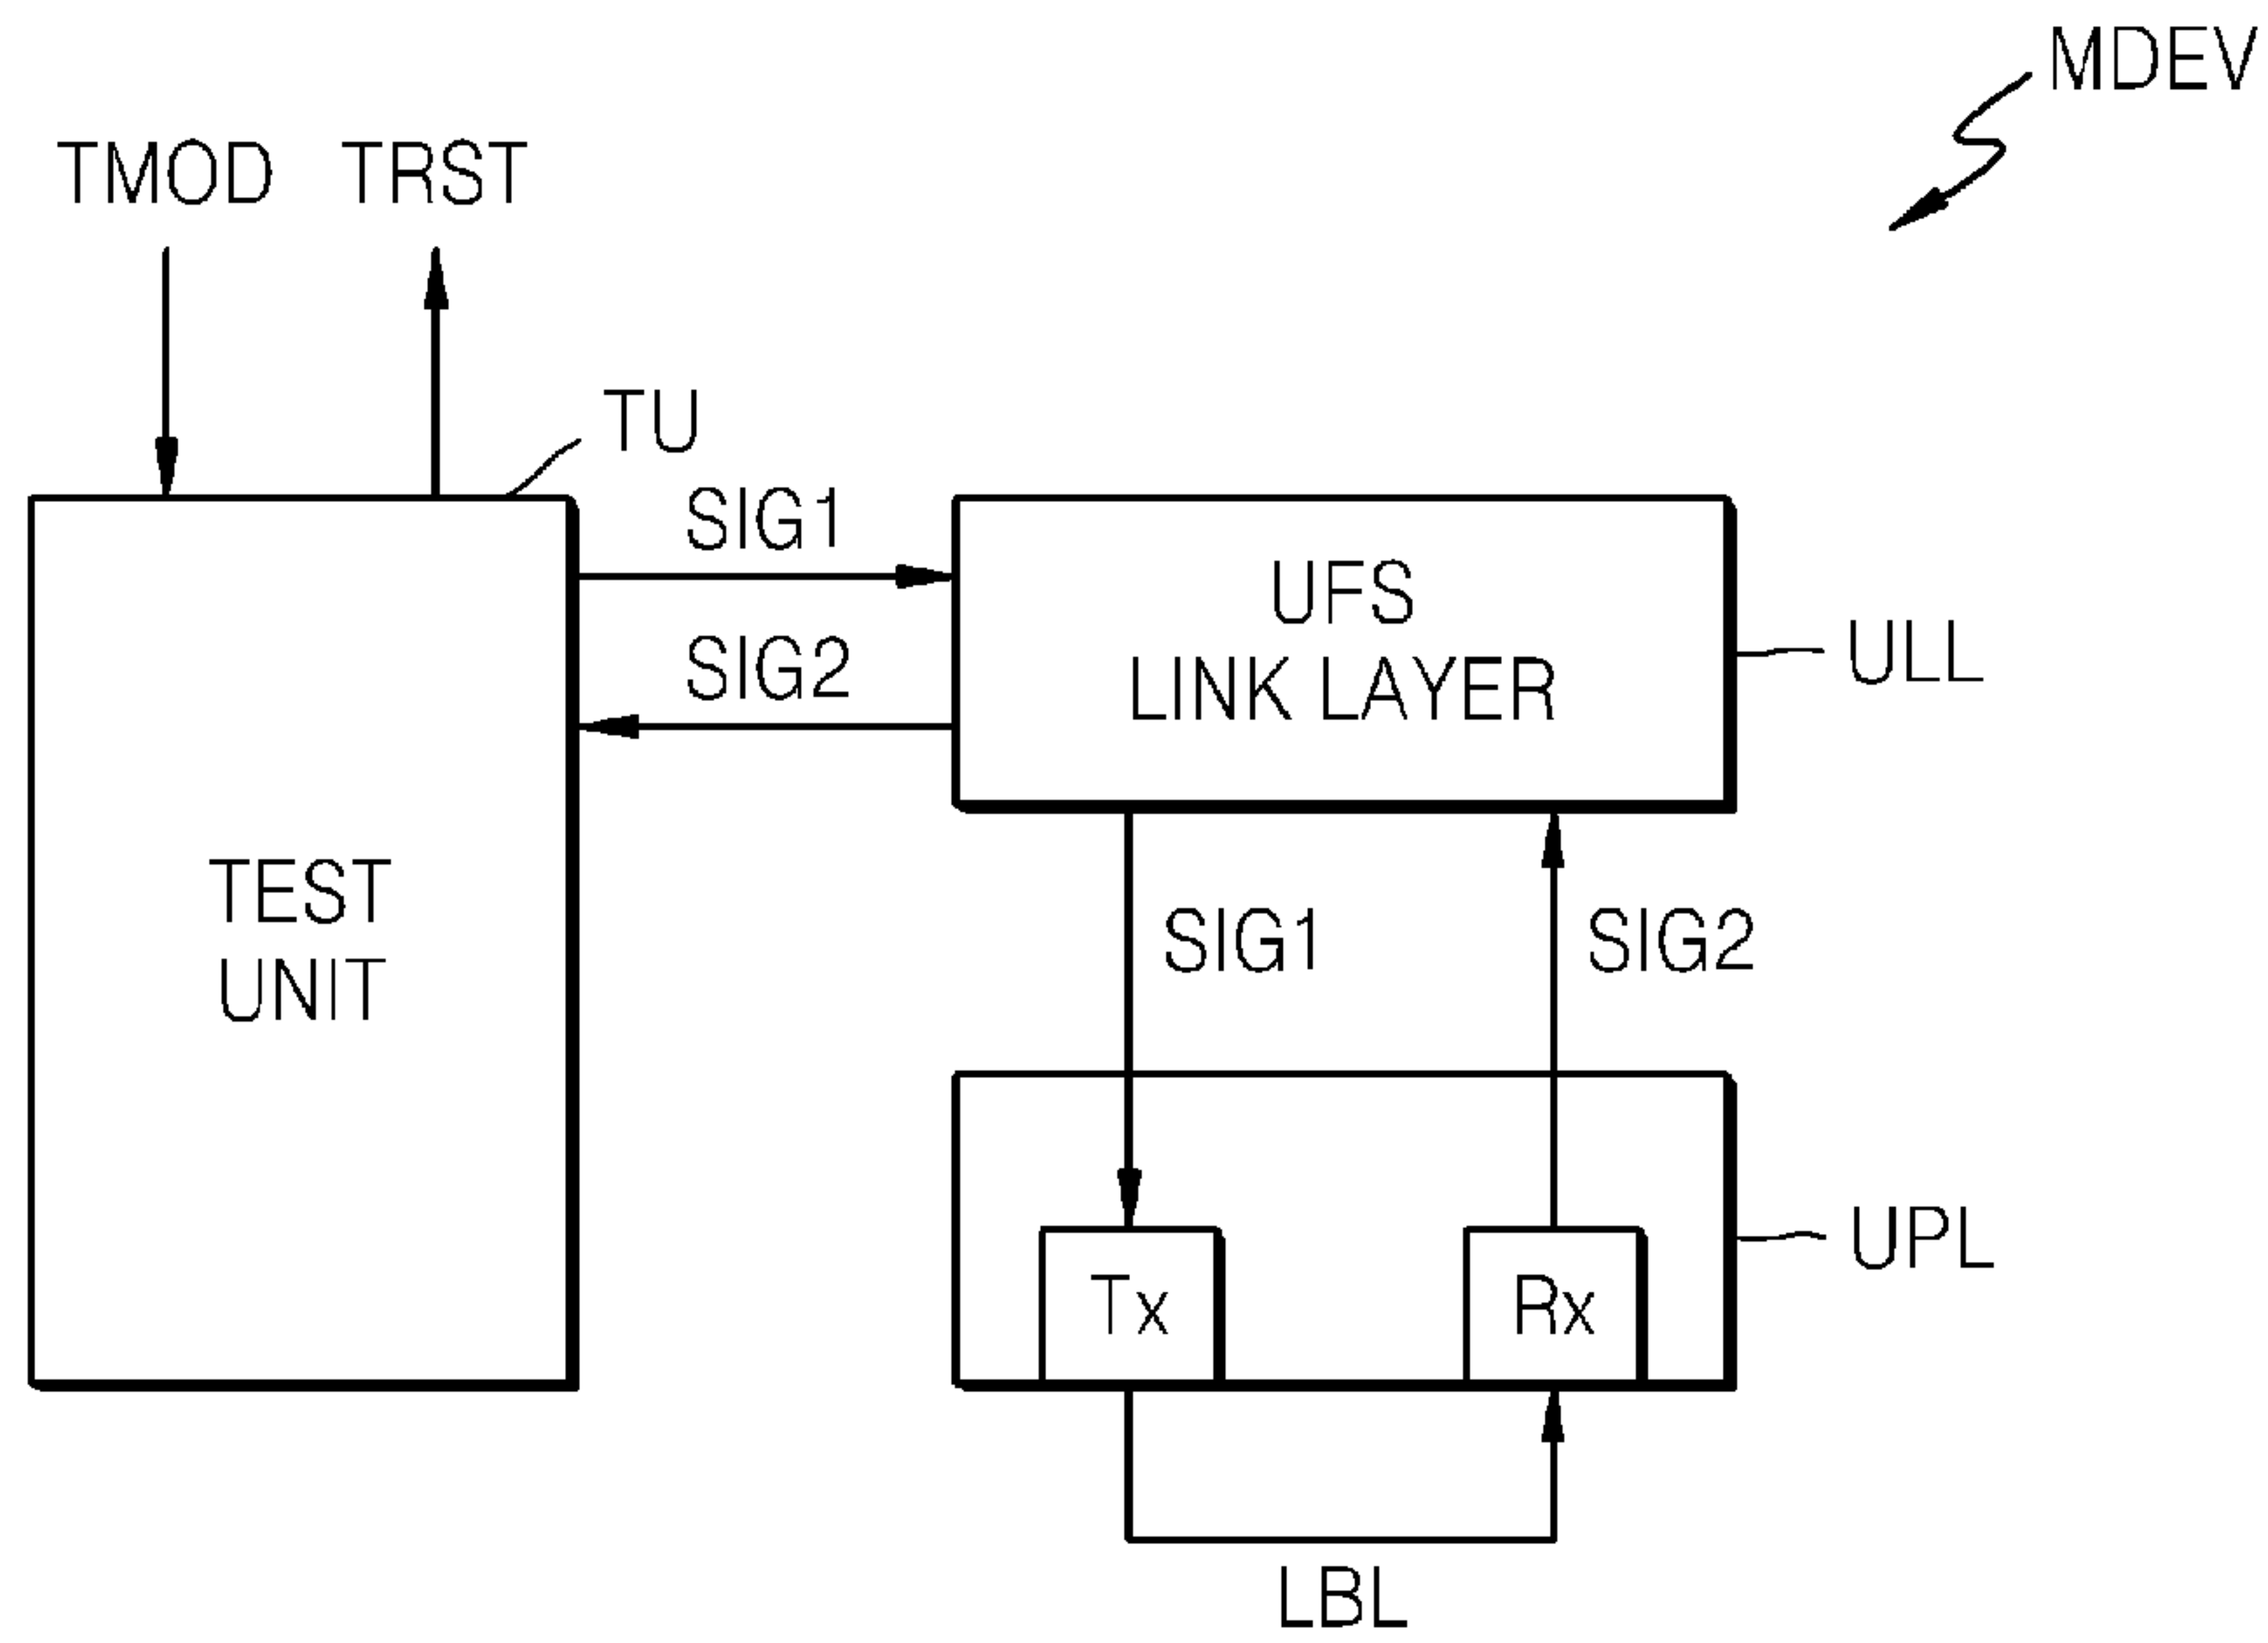 MDEV
TMOD TRST
TU
SIG1
SIG2
UFS
LINK LAYER
ULL
TEST
UNIT
SIG1
SIG2
UPL
Tx
Rx
LBL